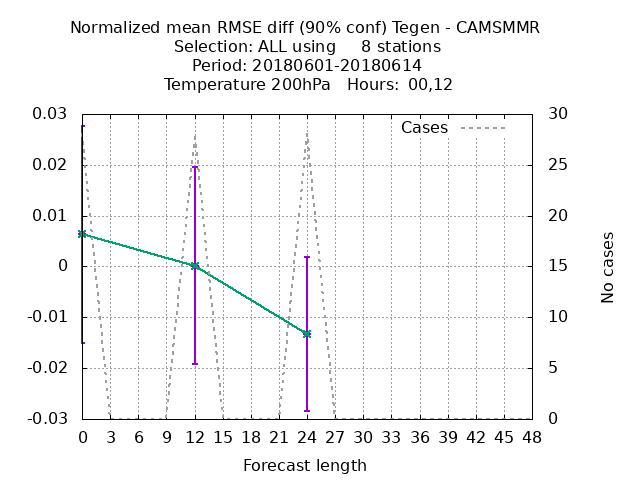 Normalized mean RMSE diff (90% conf) Tegen - CAMSMMR
Selection: ALL using 8 stations
Period: 20180601-20180614
Temperature 200hPa Hours: 00,12
0.03 30
Cases
0.02 25
0.01 20
0 15
-0.01 10
-0.02 5
-0.03 0
No cases
0 3 6 9 12 15 18 21 24 27 30 33 36 39 42 45 48
Forecast length